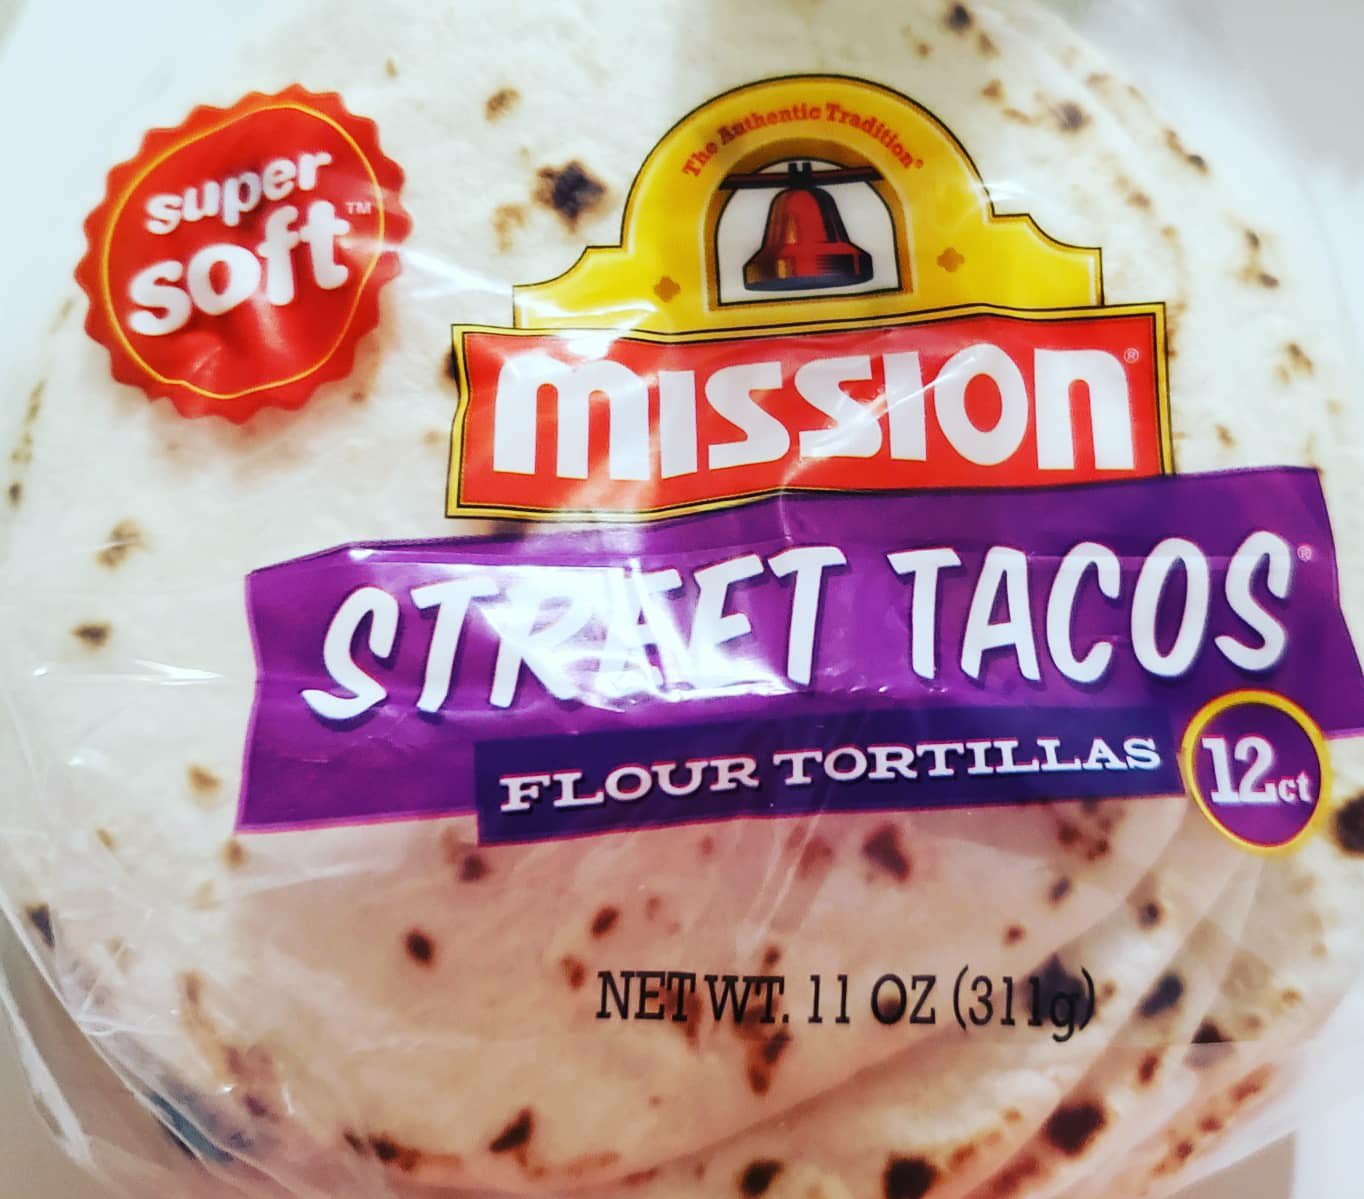 super
soft™
The Authentic Tradition®
MISSION®
STREET TACOS®
FLOUR TORTILLAS
12ct
NET WT. 11 OZ (311g)